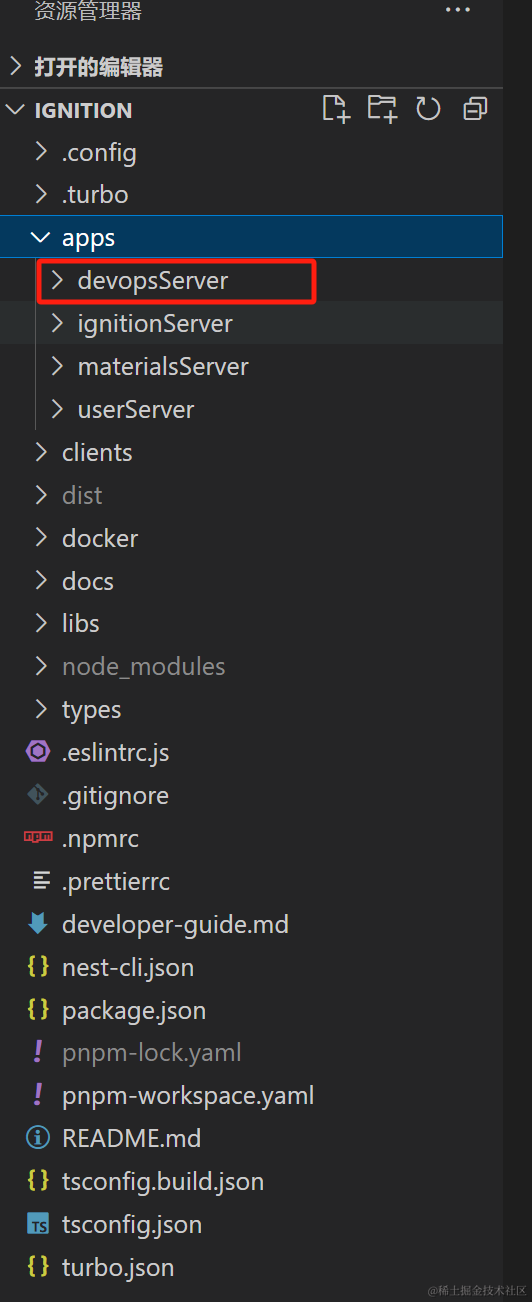 资源管理器
打开的编辑器
IGNITION
.config
.turbo
apps
devopsServer
ignitionServer
materialsServer
userServer
clients
dist
docker
docs
libs
node_modules
types
.eslintrc.js
.gitignore
npm .npmrc
.prettierrc
developer-guide.md
{} nest-cli.json
{} package.json
! pnpm-lock.yaml
! pnpm-workspace.yaml
README.md
{} tsconfig.build.json
TS tsconfig.json
{} turbo.json
@稀土掘金技术社区